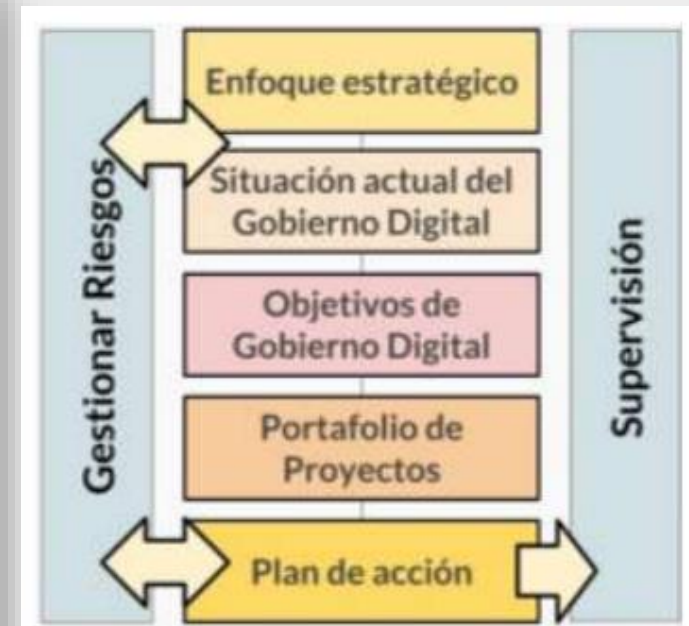 Enfoque estratégico
Situación actual del
Gobierno Digital
Objetivos de
Gobierno Digital
Portafolio de
Proyectos
Plan de acción
Gestionar Riesgos
Supervisión